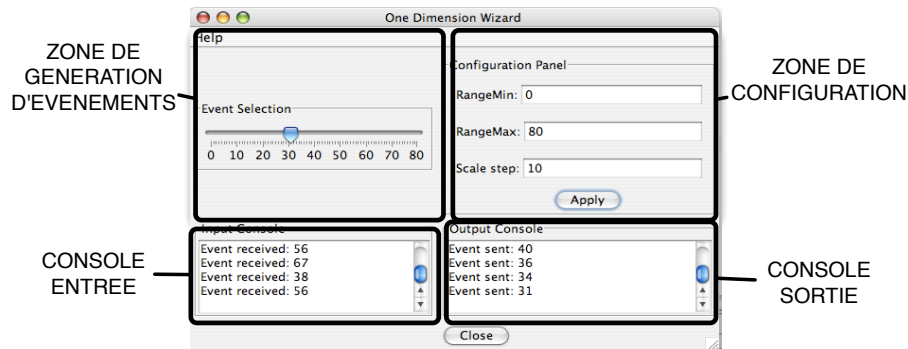 One Dimension Wizard
Help
ZONE DE
GENERATION
D'EVENEMENTS
Event Selection
0 10 20 30 40 50 60 70 80
Configuration Panel
RangeMin: 0
RangeMax: 80
Scale step: 10
Apply
ZONE DE
CONFIGURATION
CONSOLE
ENTREE
Input Console
Event received: 56
Event received: 67
Event received: 38
Event received: 56
Output Console
Event sent: 40
Event sent: 36
Event sent: 34
Event sent: 31
CONSOLE
SORTIE
Close